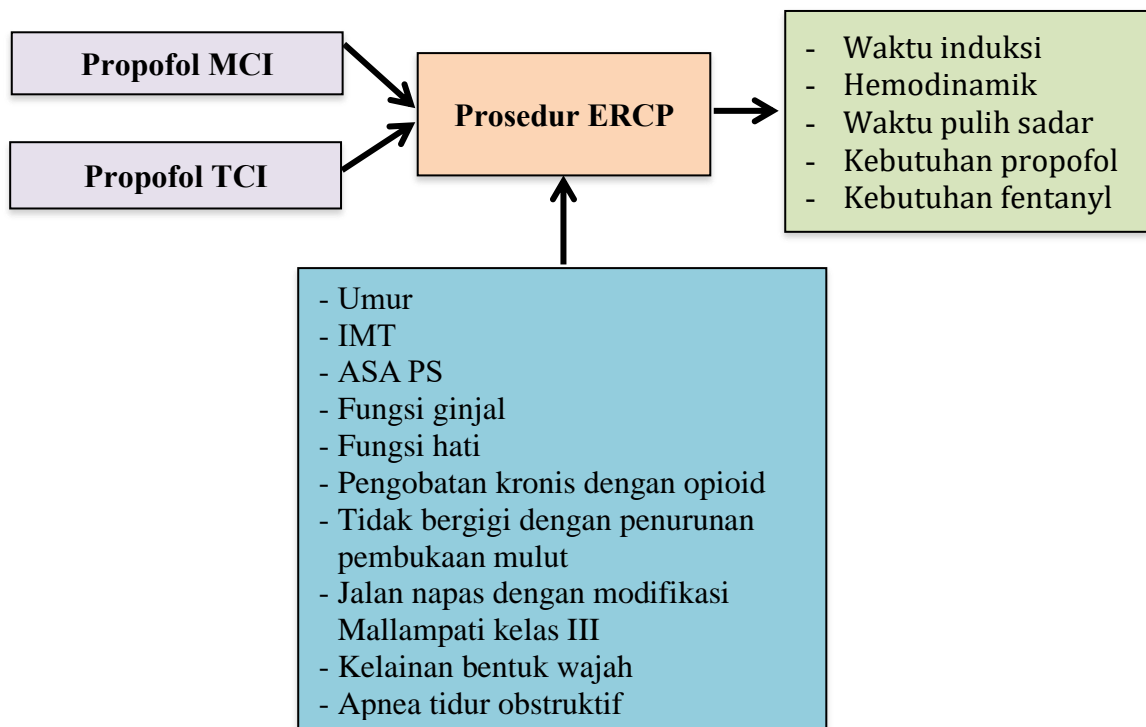 Propofol MCI
Propofol TCI
Prosedur ERCP
- Waktu induksi
- Hemodinamik
- Waktu pulih sadar
- Kebutuhan propofol
- Kebutuhan fentanyl
- Umur
- IMT
- ASA PS
- Fungsi ginjal
- Fungsi hati
- Pengobatan kronis dengan opioid
- Tidak bergigi dengan penurunan
pembukaan mulut
- Jalan napas dengan modifikasi
Mallampati kelas III
- Kelainan bentuk wajah
- Apnea tidur obstruktif